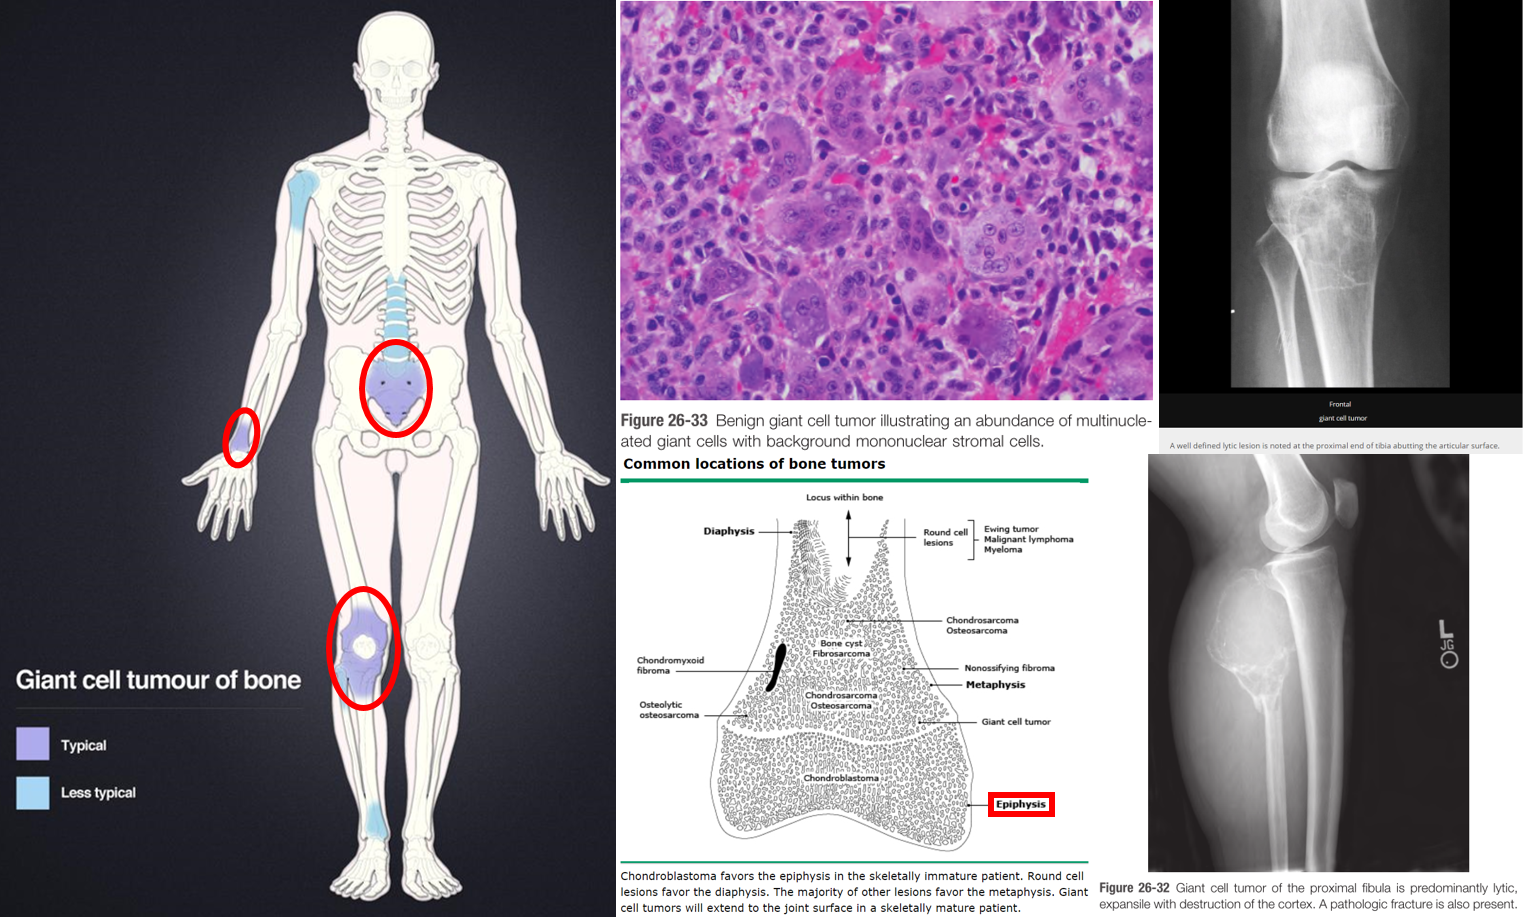 Giant cell tumour of bone
Typical
Less typical
Figure 26-33 Benign giant cell tumor illustrating an abundance of multinucle-
ated giant cells with background mononuclear stromal cells.
Common locations of bone tumors
Locus within bone
Diaphysis
Round cell
lesions
Ewing tumor
Malignant lymphoma
Myeloma
Chondrosarcoma
Osteosarcoma
Bone cyst
Fibrosarcoma
Chondromyxoid
fibroma
Nonossifying fibroma
Metaphysis
Chondrosarcoma
Osteosarcoma
Osteolytic
osteosarcoma
Giant cell tumor
Chondroblastoma
Epiphysis
Chondroblastoma favors the epiphysis in the skeletally immature patient. Round cell
lesions favor the diaphysis. The majority of other lesions favor the metaphysis. Giant
cell tumors will extend to the joint surface in a skeletally mature patient.
Frontal
giant cell tumor
A well defined lytic lesion is noted at the proximal end of tibia abutting the articular surface.
L
JG
Figure 26-32 Giant cell tumor of the proximal fibula is predominantly lytic,
expansile with destruction of the cortex. A pathologic fracture is also present.